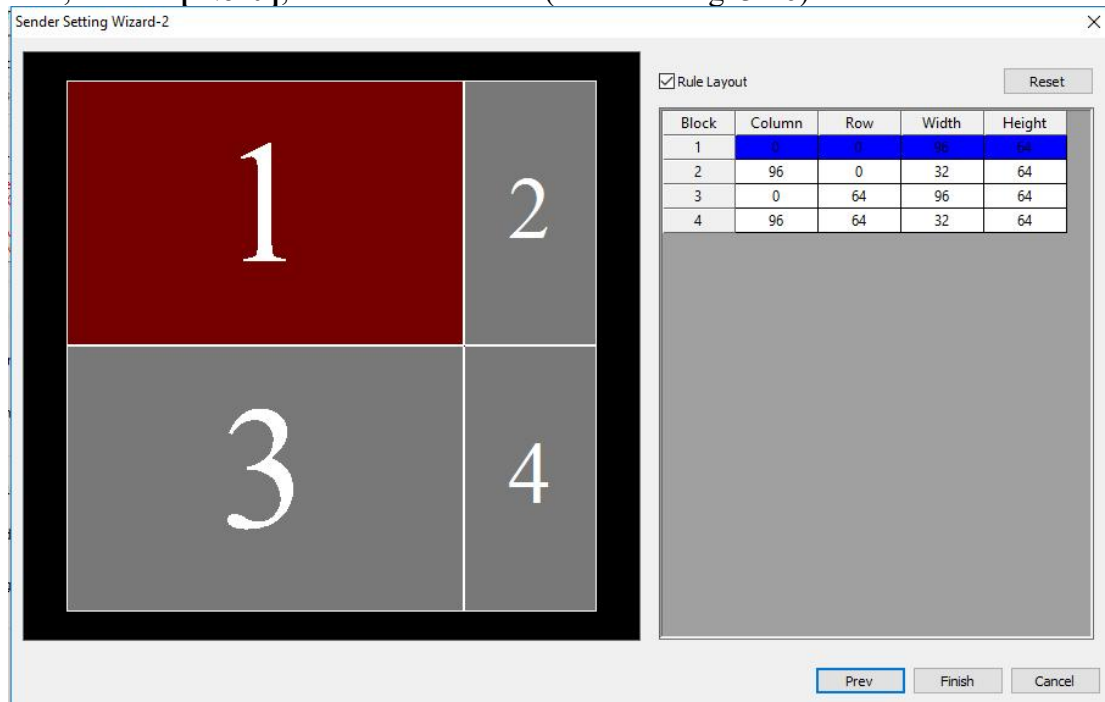 Sender Setting Wizard-2
1
2
3
4
Rule Layout
Reset
Block Column Row Width Height
1 0 0 96 64
2 96 0 32 64
3 0 64 96 64
4 96 64 32 64
Prev
Finish
Cancel